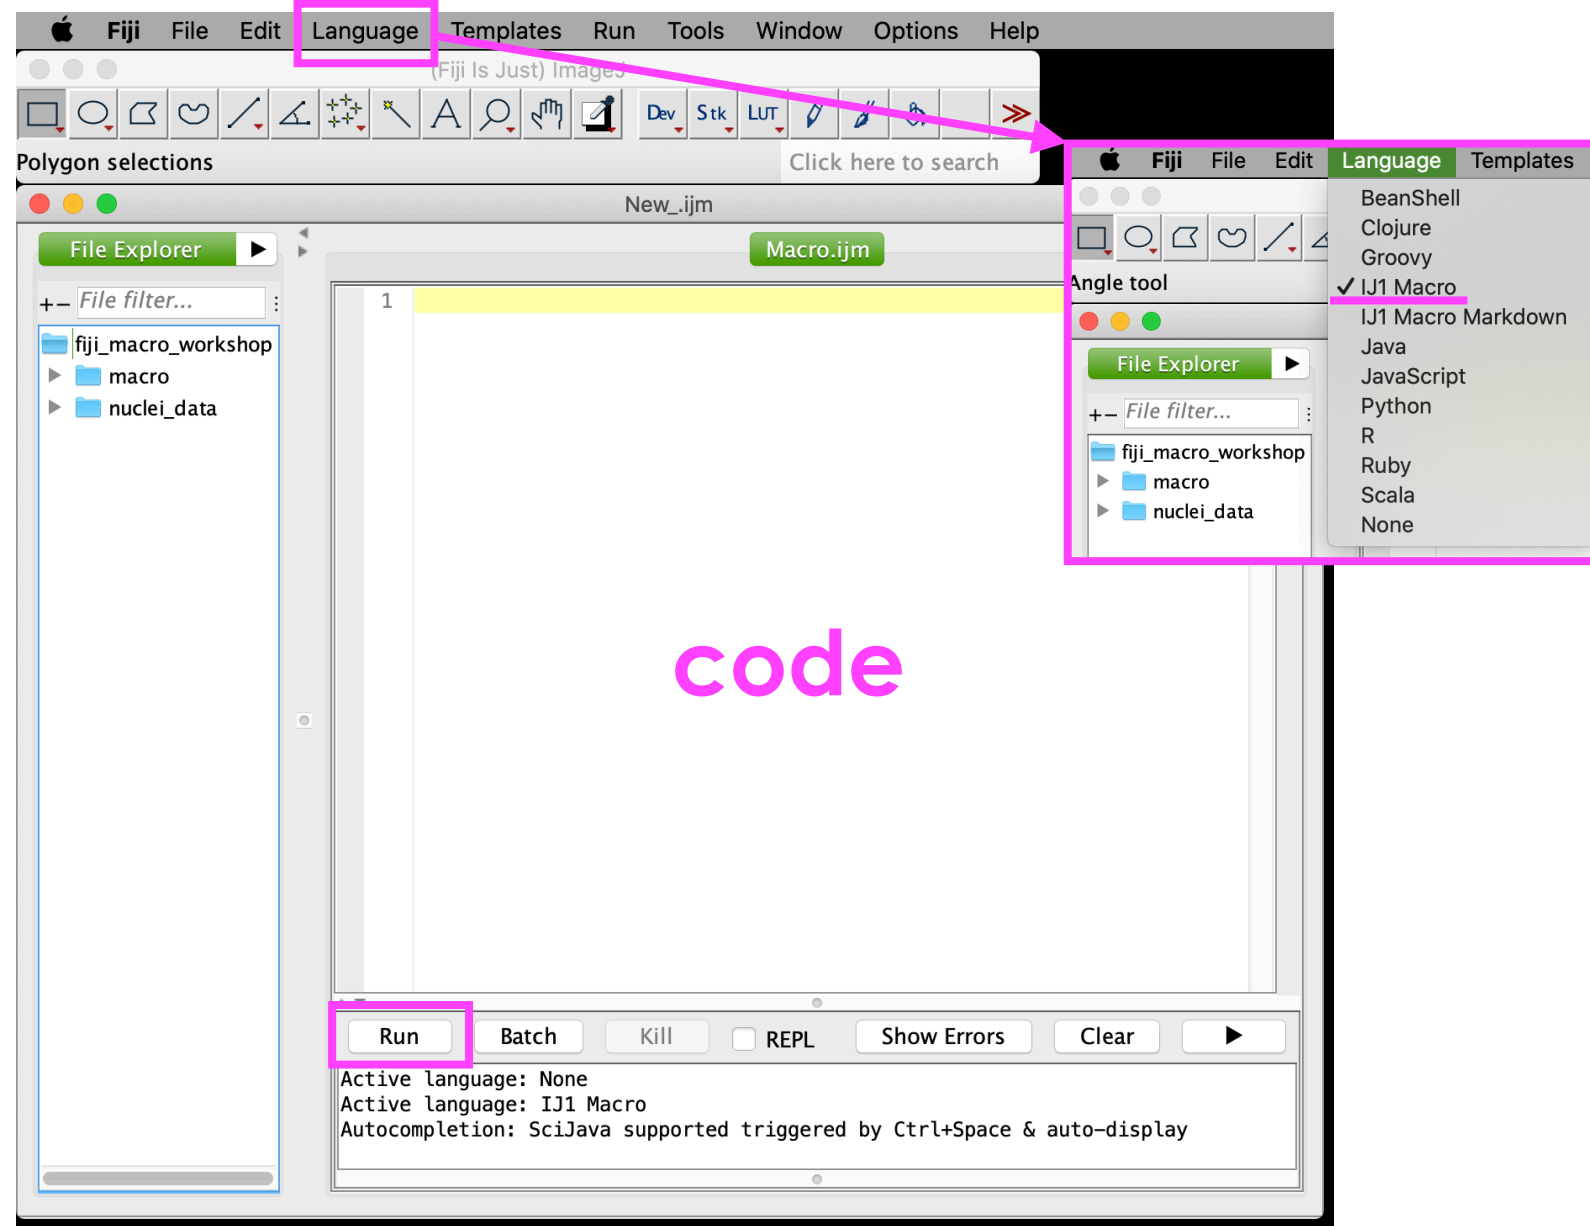 Fiji File Edit Language Templates Run Tools Window Options Help
(Fiji Is Just) ImageJ
A Dev Stk LUT >>
Polygon selections
Click here to search
New_.ijm
File Explorer
Macro.ijm
+− File filter...
1
fiji_macro_workshop
macro
nuclei_data
code
Run Batch Kill REPL Show Errors Clear
Active language: None
Active language: IJ1 Macro
Autocompletion: SciJava supported triggered by Ctrl+Space & auto-display
Fiji File Edit Language Templates
BeanShell
Clojure
Groovy
✓ IJ1 Macro
IJ1 Macro Markdown
Java
JavaScript
Python
R
Ruby
Scala
None
Angle tool
File Explorer
+− File filter...
fiji_macro_workshop
macro
nuclei_data